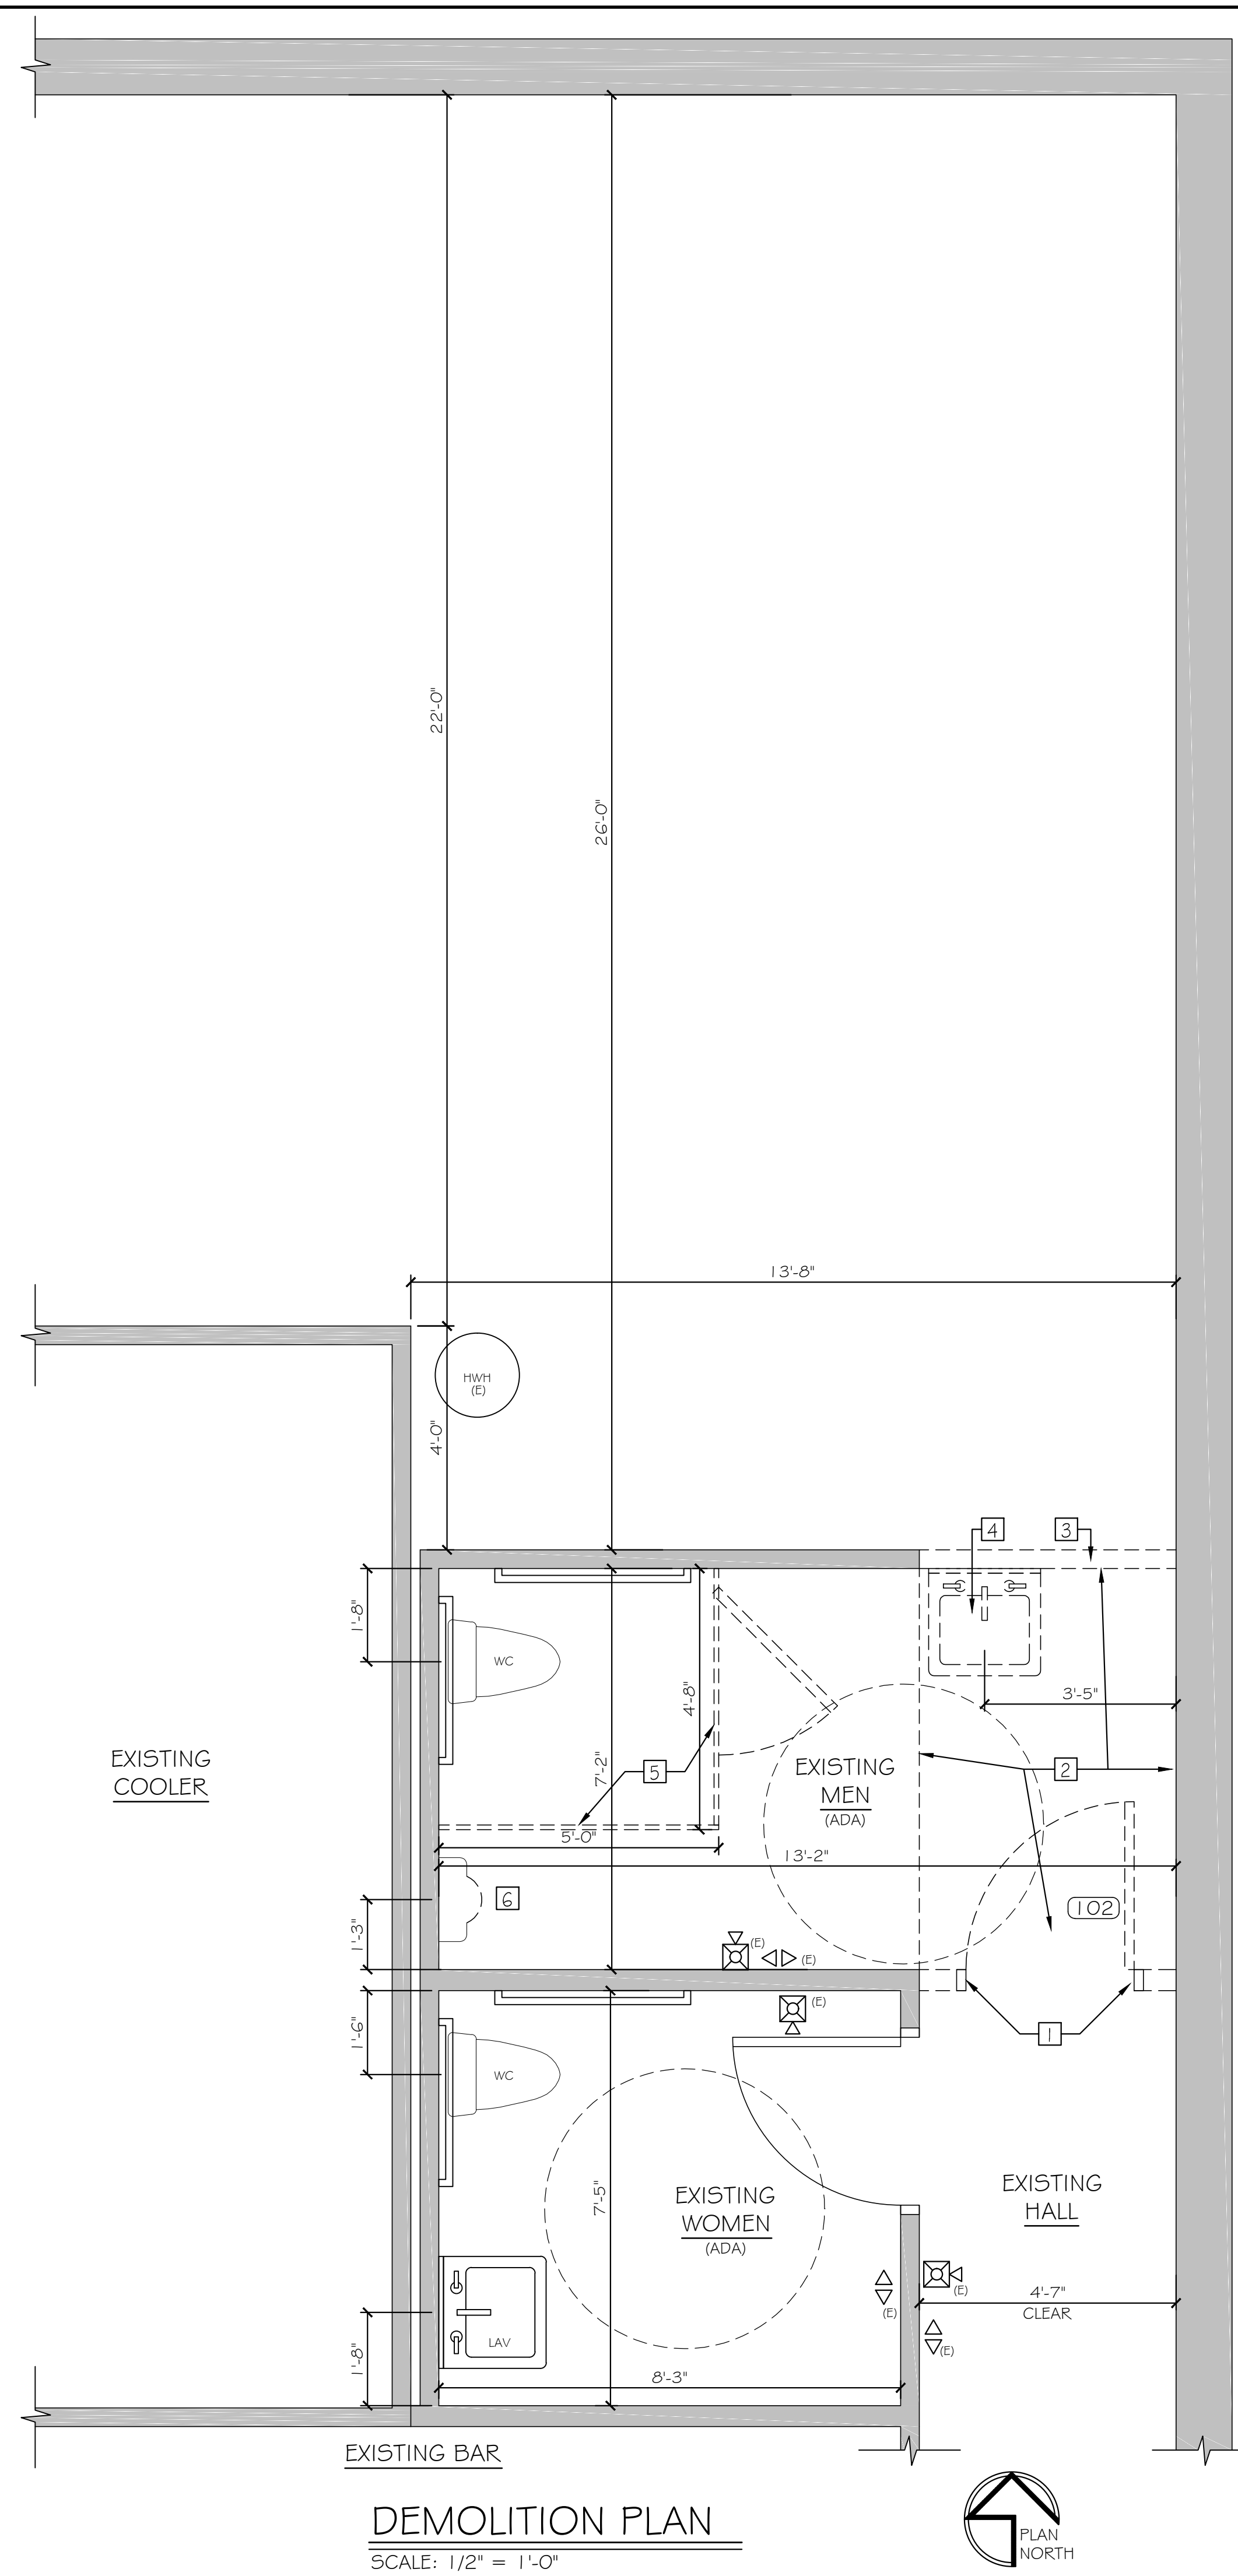 22'-0"
26'-0"
13'-8"
HWH
(E)
4'-0"
4
3
1'-8"
WC
4'-8"
3'-5"
EXISTING
COOLER
5
7'-2"
EXISTING
MEN
(ADA)
2
5'-0"
13'-2"
6
102
1'-3"
(E)
(E)
(E)
1
1'-6"
WC
7'-5"
EXISTING
WOMEN
(ADA)
EXISTING
HALL
(E)
(E)
4'-7"
CLEAR
LAV
(E)
1'-8"
8'-3"
EXISTING BAR
DEMOLITION PLAN
SCALE: 1/2" = 1'-0"
PLAN
NORTH